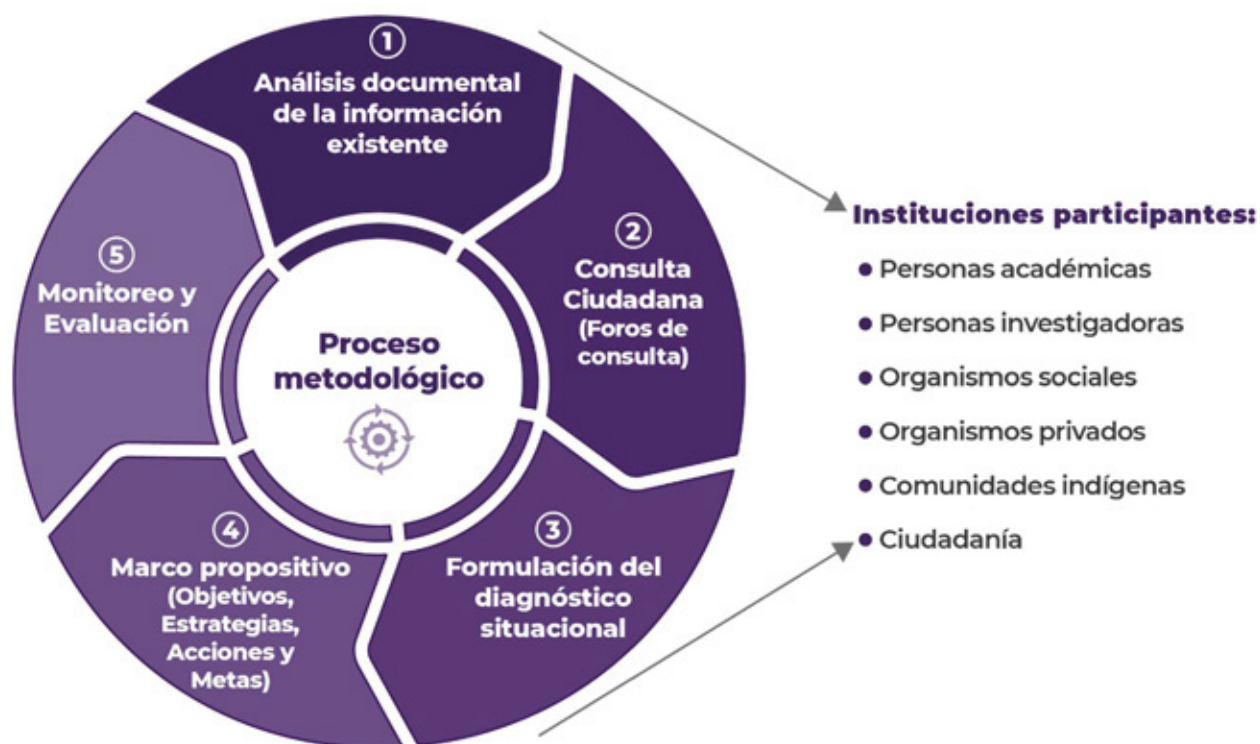 ①
Análisis documental
de la información
existente
②
Consulta
Ciudadana
(Foros de
consulta)
③
Formulación del
diagnóstico
situacional
④
Marco propositivo
(Objetivos,
Estrategias,
Acciones y
Metas)
⑤
Monitoreo y
Evaluación
Proceso
metodológico
Instituciones participantes:
• Personas académicas
• Personas investigadoras
• Organismos sociales
• Organismos privados
• Comunidades indígenas
• Ciudadanía